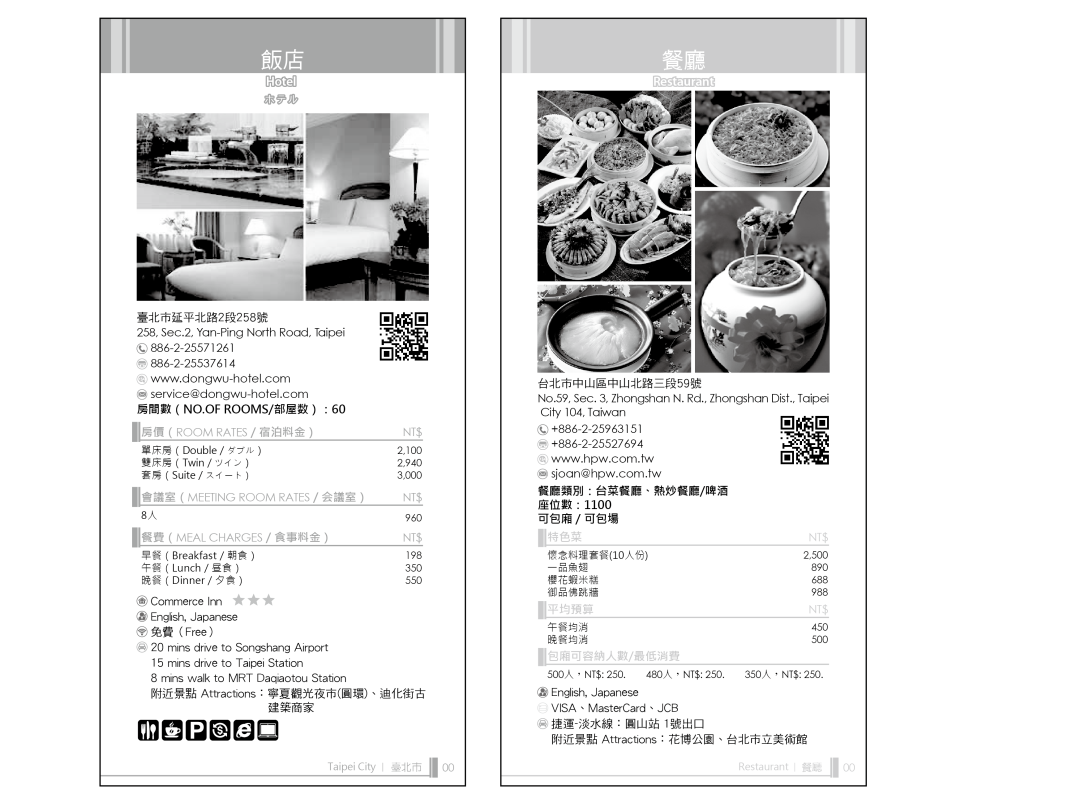 飯店
Hotel
ホテル
臺北市延平北路2段258號
258, Sec.2, Yan-Ping North Road, Taipei
886-2-25571261
886-2-25537614
www.dongwu-hotel.com
service@dongwu-hotel.com
房間數 ( NO.OF ROOMS/部屋数 ) : 60
房價 ( ROOM RATES / 宿泊料金 ) NT$
單床房 ( Double / ダブル ) 2,100
雙床房 ( Twin / ツイン ) 2,940
套房 ( Suite / スイート ) 3,000
會議室 ( MEETING ROOM RATES / 会議室 ) NT$
8人 960
餐費 ( MEAL CHARGES / 食事料金 ) NT$
早餐 ( Breakfast / 朝食 ) 198
午餐 ( Lunch / 昼食 ) 350
晚餐 ( Dinner / 夕食 ) 550
Commerce Inn ★★★
English, Japanese
免費 ( Free )
20 mins drive to Songshang Airport
15 mins drive to Taipei Station
8 mins walk to MRT Daqiaotou Station
附近景點 Attractions：寧夏觀光夜市(圓環)、迪化街古
建築商家
Taipei City | 臺北市 00
餐廳
Restaurant
台北市中山區中山北路三段59號
No.59, Sec. 3, Zhongshan N. Rd., Zhongshan Dist., Taipei
City 104, Taiwan
+886-2-25963151
+886-2-25527694
www.hpw.com.tw
sjoan@hpw.com.tw
餐廳類別：台菜餐廳、熱炒餐廳/啤酒
座位數：1100
可包廂 / 可包場
特色菜 NT$
懷念料理套餐(10人份) 2,500
一品魚翅 890
櫻花蝦米糕 688
御品佛跳牆 988
平均預算 NT$
午餐均消 450
晚餐均消 500
包廂可容納人數/最低消費
500人，NT$: 250. 480人，NT$: 250. 350人，NT$: 250.
English, Japanese
VISA、MasterCard、JCB
捷運-淡水線：圓山站 1號出口
附近景點 Attractions：花博公園、台北市立美術館
Restaurant | 餐廳 00